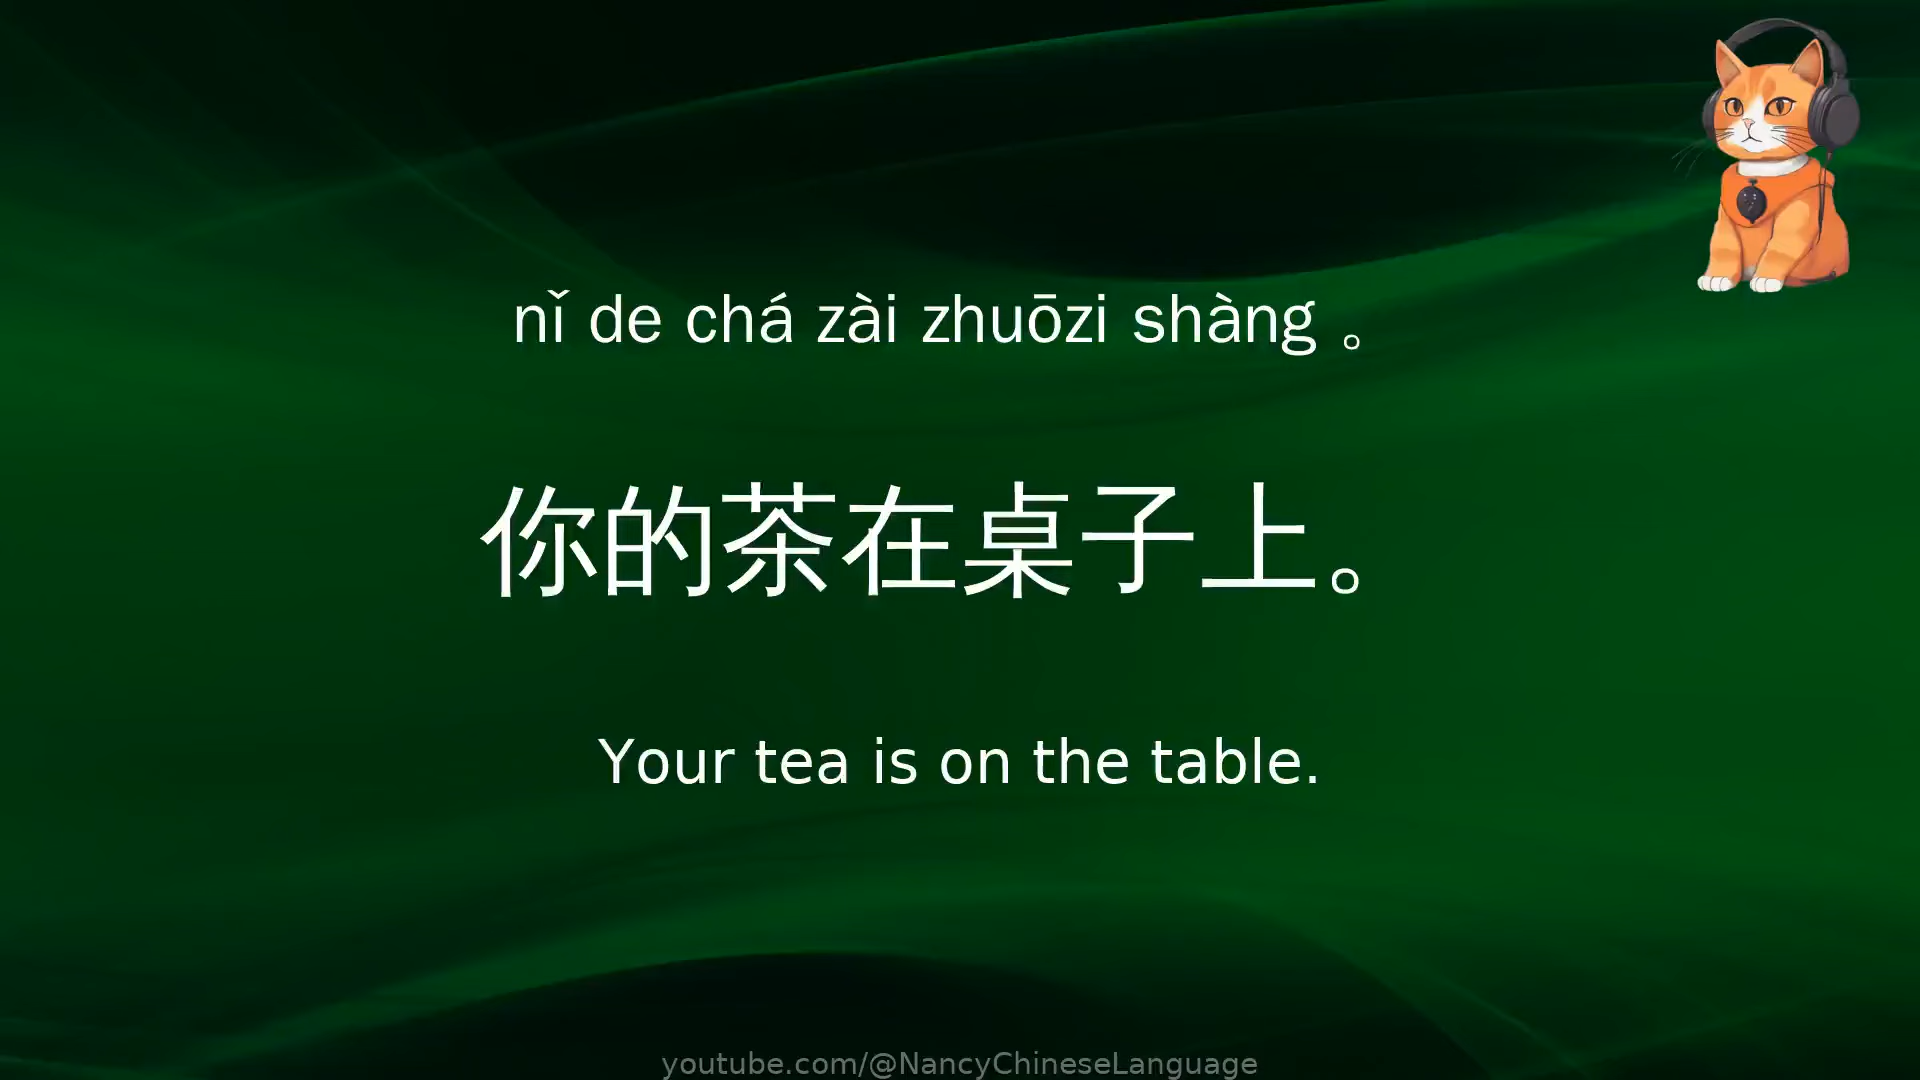 nǐ de chá zài zhuōzi shàng 。
你的茶在桌子上。
Your tea is on the table.
youtube.com/@NancyChineseLanguage